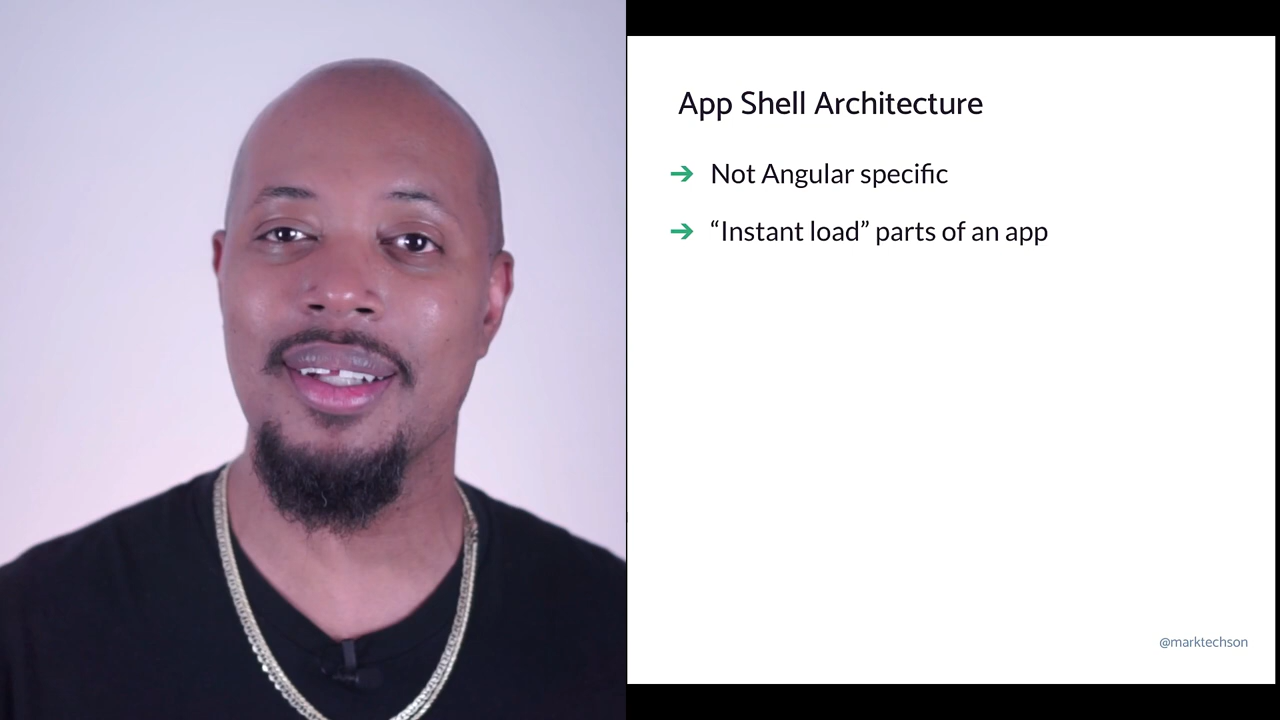 App Shell Architecture
➔ Not Angular specific
➔ “Instant load” parts of an app
@marktechson